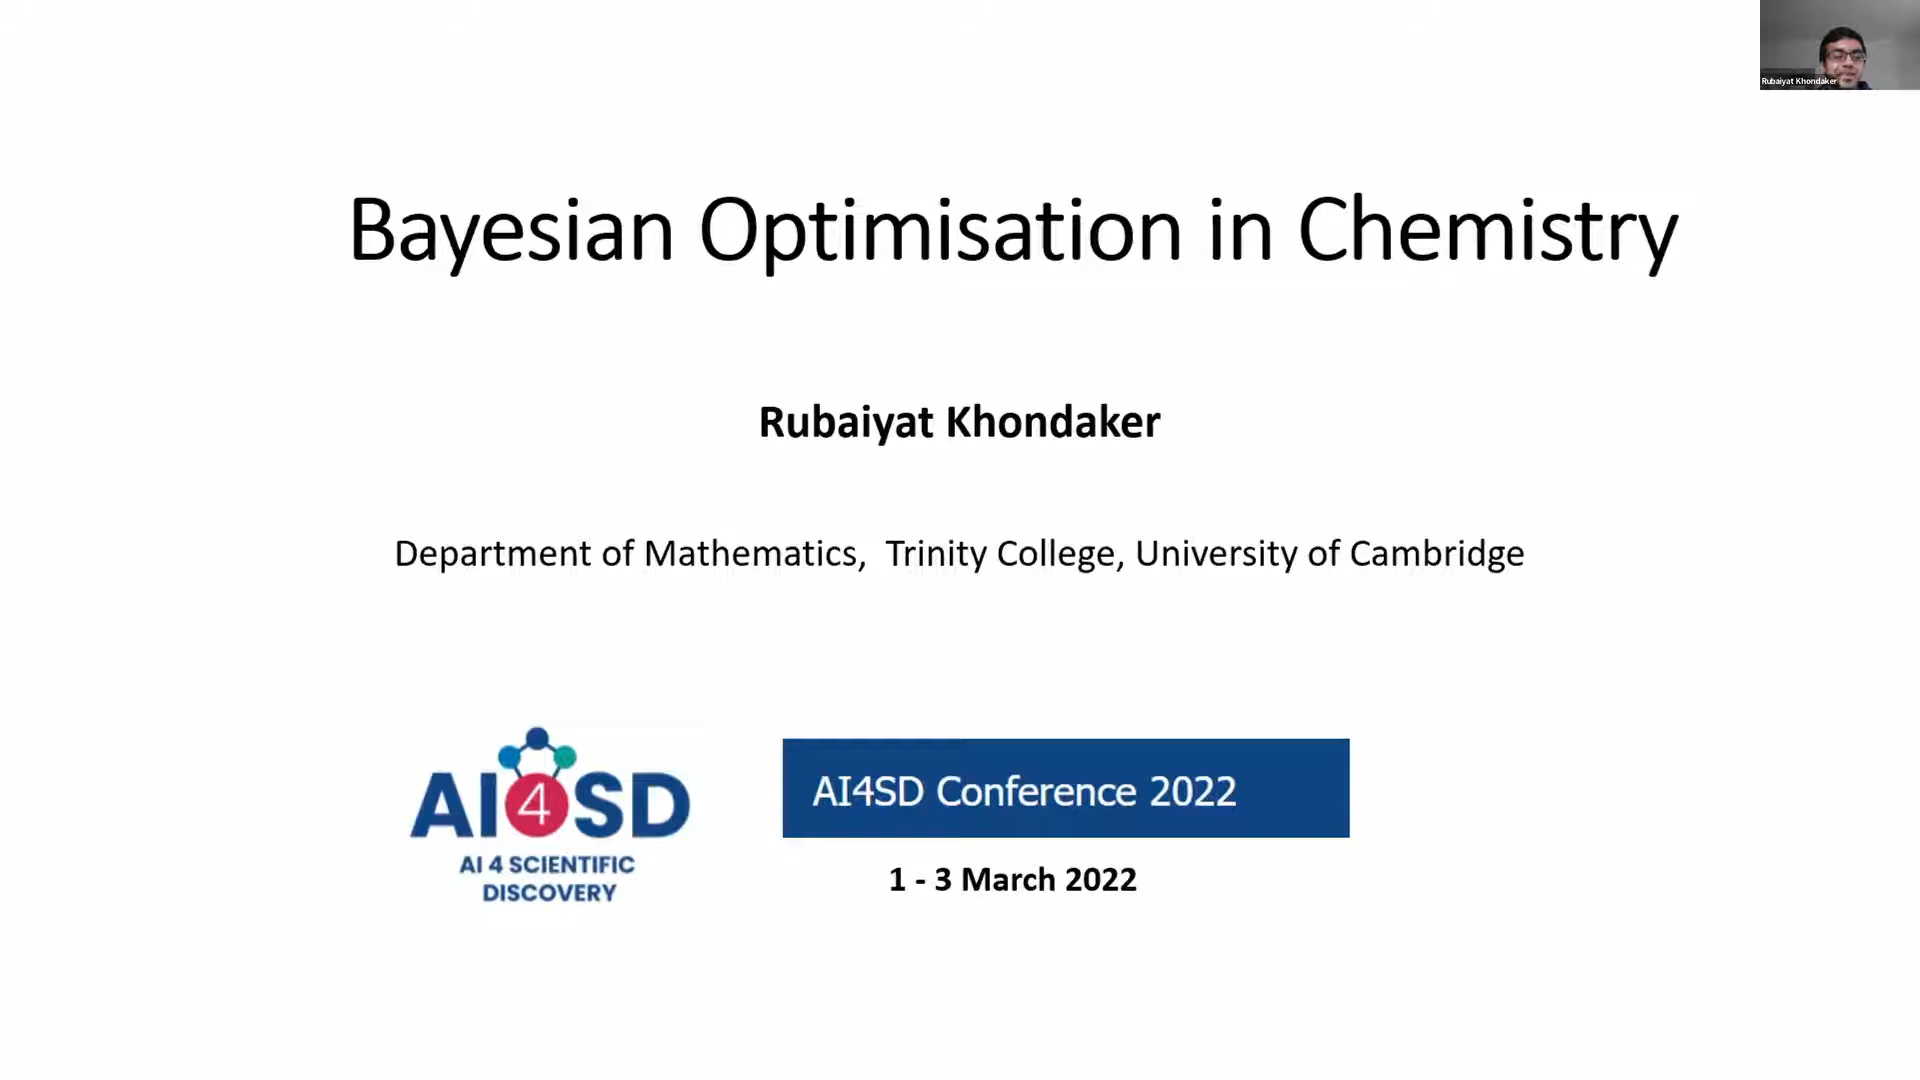 Rubaiyat Khondaker
Bayesian Optimisation in Chemistry
Rubaiyat Khondaker
Department of Mathematics, Trinity College, University of Cambridge
AI4SD
AI 4 SCIENTIFIC
DISCOVERY
AI4SD Conference 2022
1 - 3 March 2022